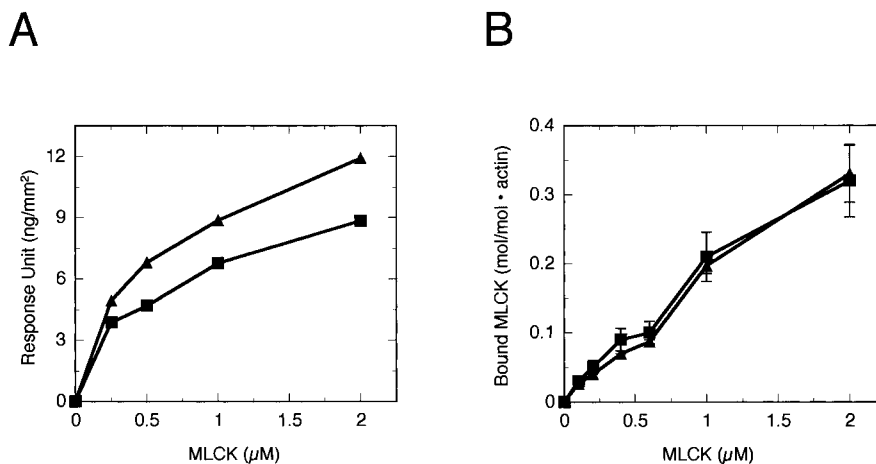 A
Response Unit (ng/mm²)
12
9
6
3
0
0 0.5 1 1.5 2
MLCK (µM)
B
Bound MLCK (mol/mol • actin)
0.4
0.3
0.2
0.1
0
0 0.5 1 1.5 2
MLCK (µM)